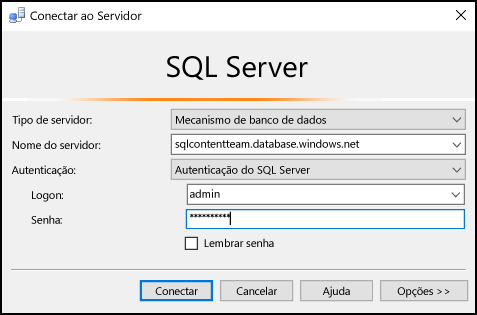 Conectar ao Servidor
SQL Server
Tipo de servidor: Mecanismo de banco de dados
Nome do servidor: sqlcontentteam.database.windows.net
Autenticação: Autenticação do SQL Server
Logon: admin
Senha: **********
Lembrar senha
Conectar Cancelar Ajuda Opções >>